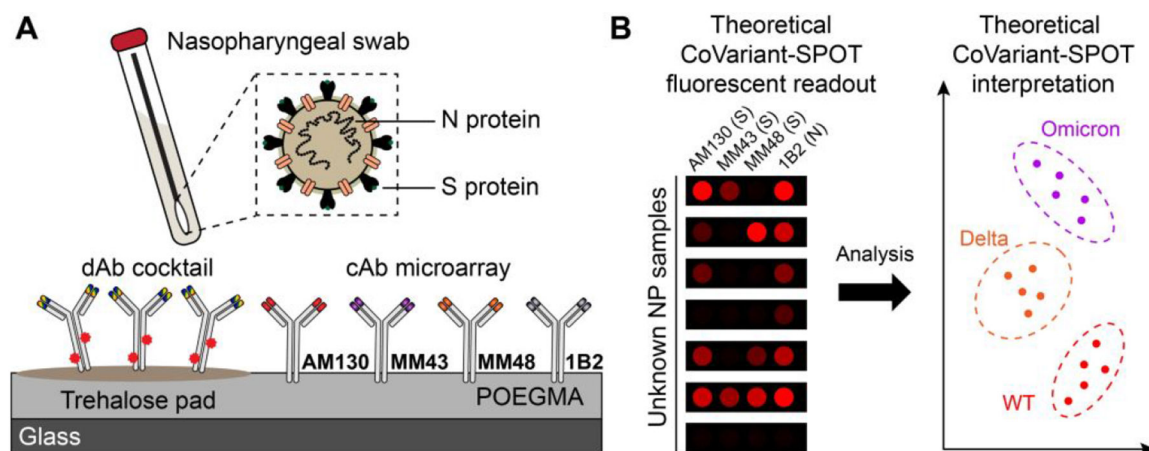 A
Nasopharyngeal swab
N protein
S protein
dAb cocktail
cAb microarray
AM130
MM43
MM48
1B2
Trehalose pad
POEGMA
Glass
B
Theoretical
CoVariant-SPOT
fluorescent readout
AM130 (S)
MM43 (S)
MM48 (S)
1B2 (N)
Unknown NP samples
Analysis
Theoretical
CoVariant-SPOT
interpretation
Omicron
Delta
WT